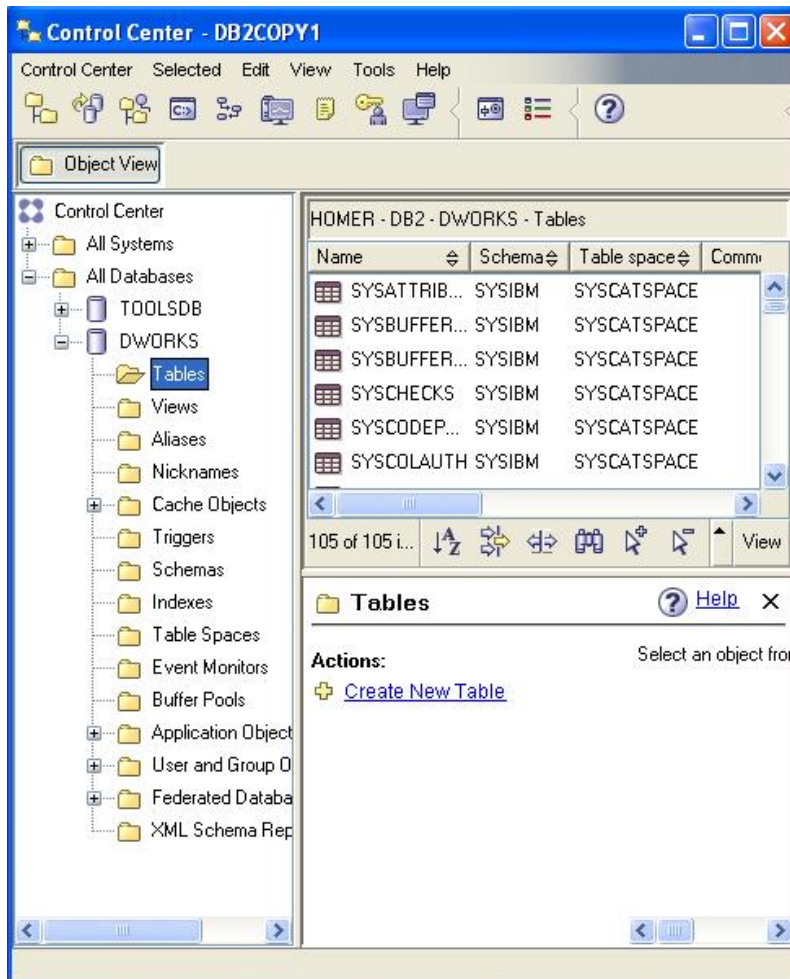 Control Center - DB2COPY1
Control Center Selected Edit View Tools Help
Object View
Control Center
All Systems
All Databases
TOOLSDB
DWORKS
Tables
Views
Aliases
Nicknames
Cache Objects
Triggers
Schemas
Indexes
Table Spaces
Event Monitors
Buffer Pools
Application Object
User and Group O
Federated Databa
XML Schema Rep
HOMER - DB2 - DWORKS - Tables
Name Schema Table space Comm
SYSATTRIB... SYSIBM SYSCATSPACE
SYSBUFFER... SYSIBM SYSCATSPACE
SYSBUFFER... SYSIBM SYSCATSPACE
SYSCHECKS SYSIBM SYSCATSPACE
SYSCODEP... SYSIBM SYSCATSPACE
SYSCOLAUTH SYSIBM SYSCATSPACE
105 of 105 i... View
Tables Help
Actions: Select an object fro
Create New Table